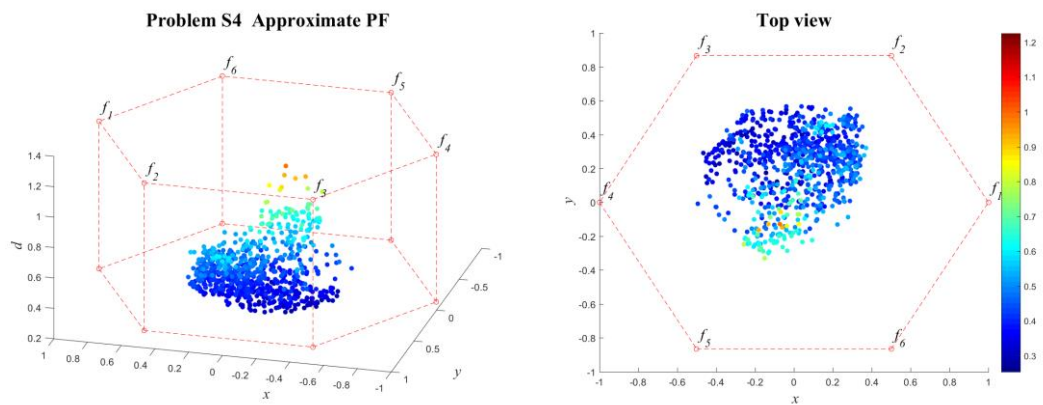 Problem S4 Approximate PF
f6
f5
f1
f4
f2
f3
1.4
1.2
1
0.8
0.6
0.4
0.2
d
1 0.8 0.6 0.4 0.2 0 -0.2 -0.4 -0.6 -0.8 -1
x
-1
-0.5
0
0.5
1
y
Top view
1
0.8
0.6
0.4
0.2
0
-0.2
-0.4
-0.6
-0.8
-1
y
f3 f2
f4 f1
f5 f6
-1 -0.8 -0.6 -0.4 -0.2 0 0.2 0.4 0.6 0.8 1
x
1.2
1.1
1
0.9
0.8
0.7
0.6
0.5
0.4
0.3